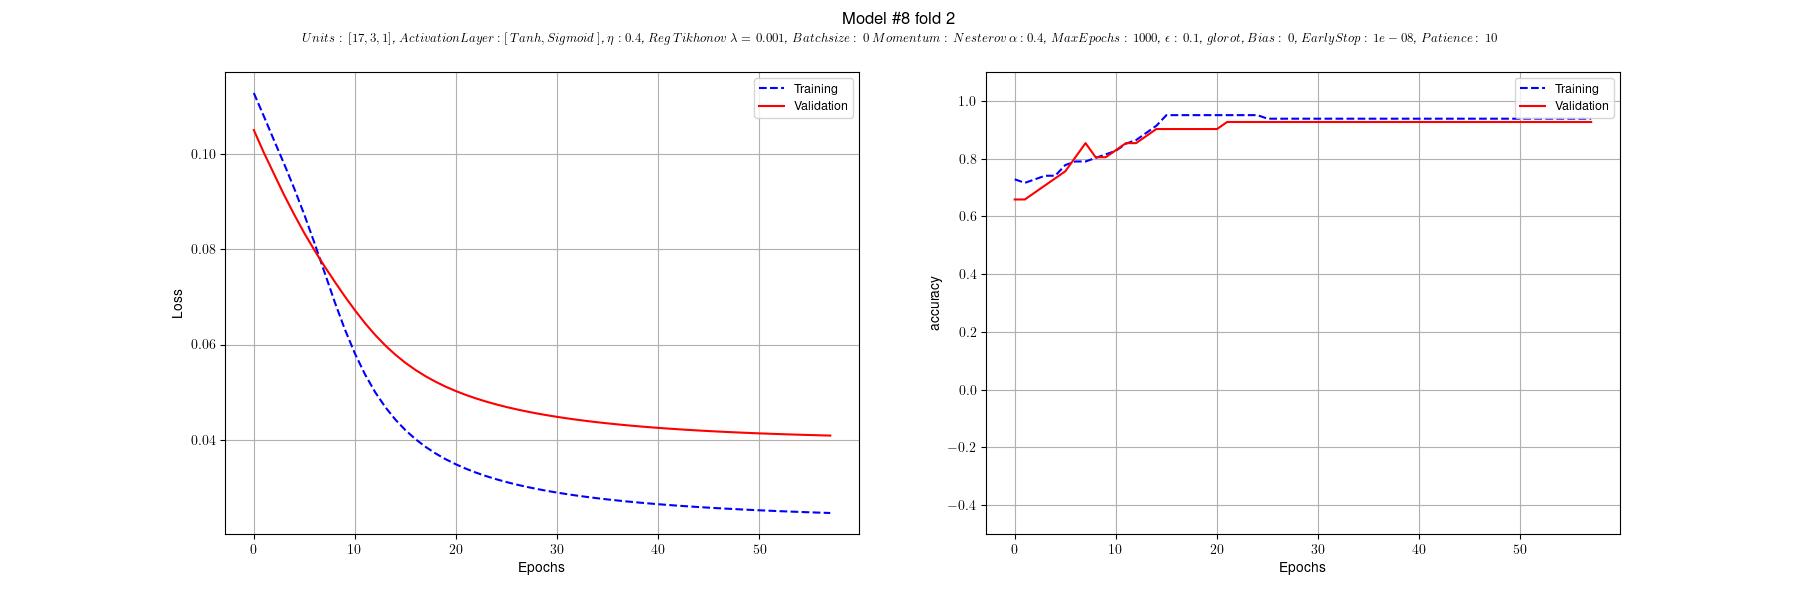 Model #8 fold 2
Units : [17, 3, 1], ActivationLayer : [ Tanh, Sigmoid ], η : 0.4, Reg Tikhonov λ = 0.001, Batchsize : 0 Momentum : Nesterov α : 0.4, MaxEpochs : 1000, ϵ : 0.1, glorot, Bias : 0, EarlyStop : 1e − 08, Patience : 10
Training
Validation
0.10
0.08
0.06
0.04
Loss
0 10 20 30 40 50
Epochs
Training
Validation
1.0
0.8
0.6
0.4
0.2
0.0
−0.2
−0.4
accuracy
0 10 20 30 40 50
Epochs